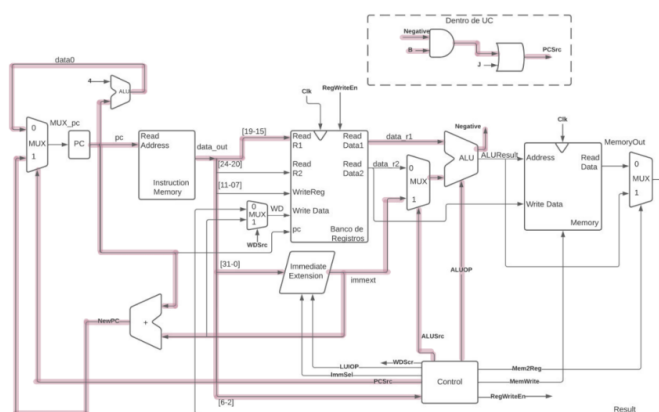 Dentro de UC
Negative
B
J
PCSrc
data0
4
ALU
MUX_pc
0
MUX
1
PC
pc
Read
Address
Instruction
Memory
data_out
[19-15]
[24-20]
[11-07]
[31-0]
[6-2]
Clk
RegWriteEn
Read
R1
Read
R2
WriteReg
Write Data
pc
Read
Data1
Read
Data2
Banco de
Registros
0
MUX
1
WD
WDSrc
data_r1
data_r2
0
MUX
1
Negative
ALU
ALUResult
Clk
Address
Read
Data
Write Data
Memory
MemoryOut
0
MUX
1
Immediate
Extension
immext
ALUOP
ALUSrc
NewPC
+
WDScr
LUIOP
ImmSel
PCSrc
Control
Mem2Reg
MemWrite
RegWriteEn
Result